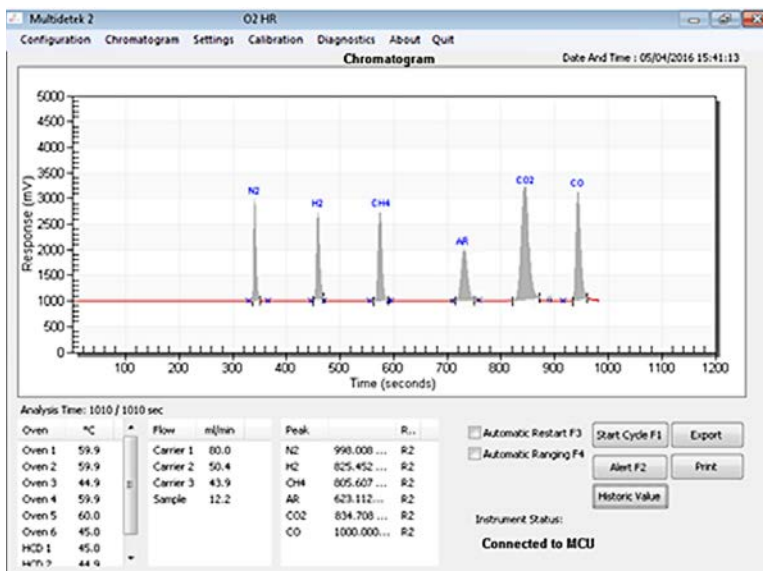 Multidetek 2 O2 HR
Configuration Chromatogram Settings Calibration Diagnostics About Quit
Chromatogram Date And Time : 05/04/2016 15:41:13
Response (mV)
5000
4500
4000
3500
3000
2500
2000
1500
1000
500
0
N2 H2 CH4 AR CO2 CO
100 200 300 400 500 600 700 800 900 1000 1100 1200
Time (seconds)
Analysis Time: 1010 / 1010 sec
Oven °C
Oven 1 59.9
Oven 2 59.9
Oven 3 44.9
Oven 4 59.9
Oven 5 60.0
Oven 6 45.0
HCD 1 45.0
HCD 2 44.9
Flow ml/min
Carrier 1 80.0
Carrier 2 50.4
Carrier 3 43.9
Sample 12.2
Peak R...
N2 998.008 ... R2
H2 825.452 ... R2
CH4 805.607 ... R2
AR 623.112... R2
CO2 834.708 ... R2
CO 1000.000... R2
Automatic Restart F3
Automatic Ranging F4
Start Cycle F1 Export
Alert F2 Print
Historic Value
Instrument Status:
Connected to MCU